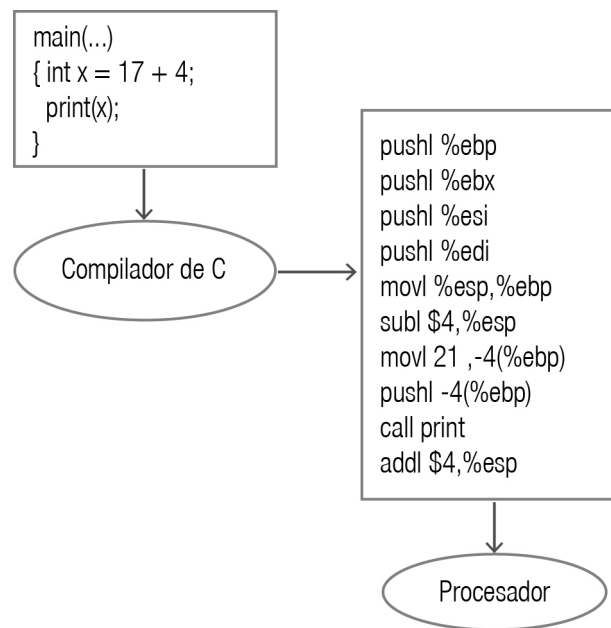 main(...)
{ int x = 17 + 4;
print(x);
}
Compilador de C
pushl %ebp
pushl %ebx
pushl %esi
pushl %edi
movl %esp,%ebp
subl $4,%esp
movl 21 ,-4(%ebp)
pushl -4(%ebp)
call print
addl $4,%esp
Procesador